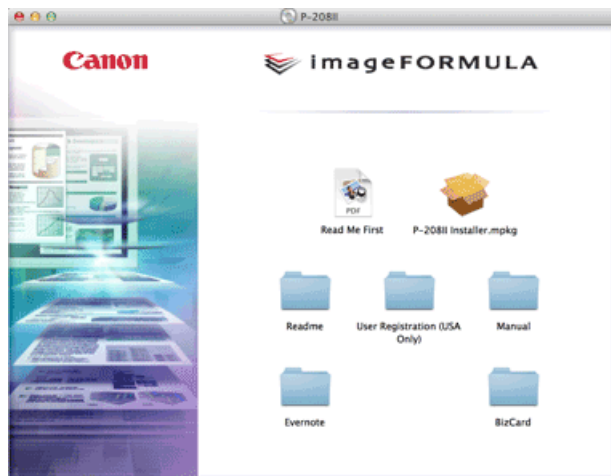 P-208II
Canon
imageFORMULA
PDF
Read Me First
P-208II Installer.mpkg
Readme
User Registration (USA
Only)
Manual
Evernote
BizCard